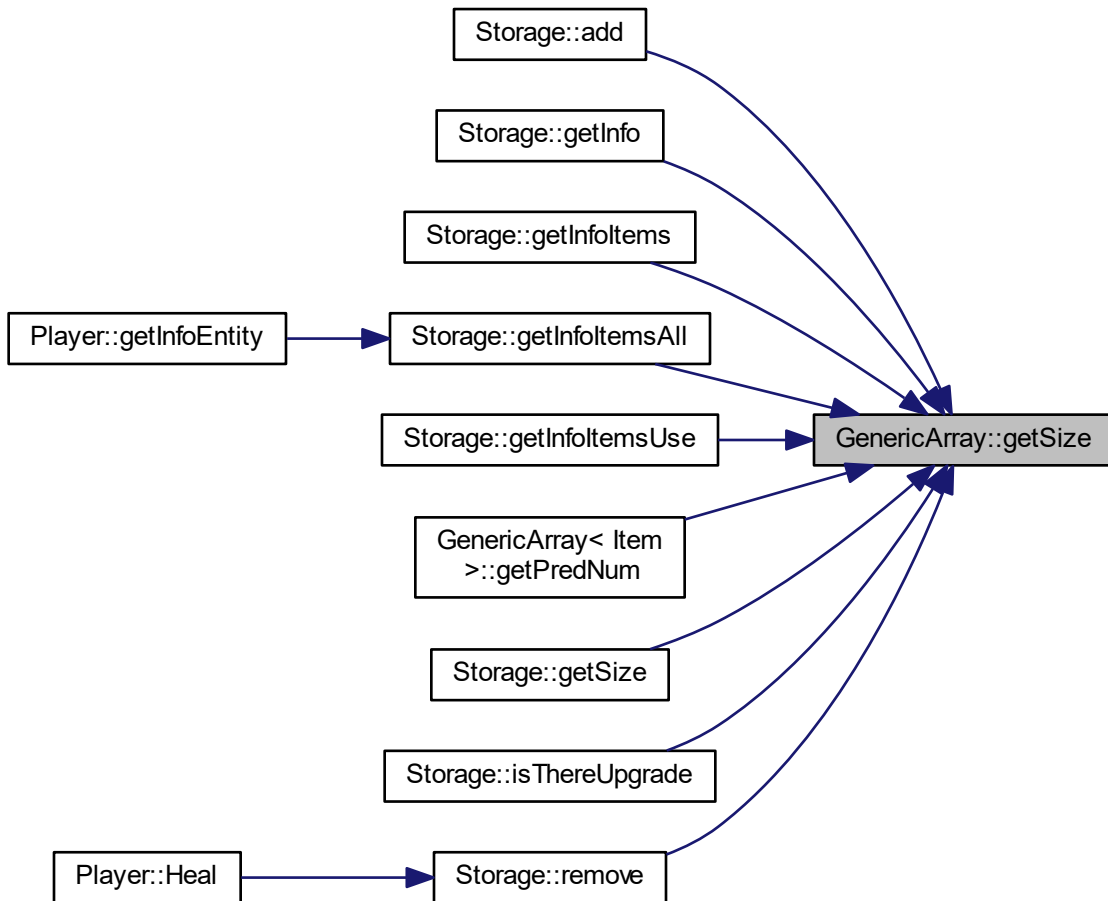 Storage::add
Storage::getInfo
Storage::getInfoItems
Player::getInfoEntity
Storage::getInfoItemsAll
Storage::getInfoItemsUse
GenericArray::getSize
GenericArray< Item
>::getPredNum
Storage::getSize
Storage::isThereUpgrade
Player::Heal
Storage::remove